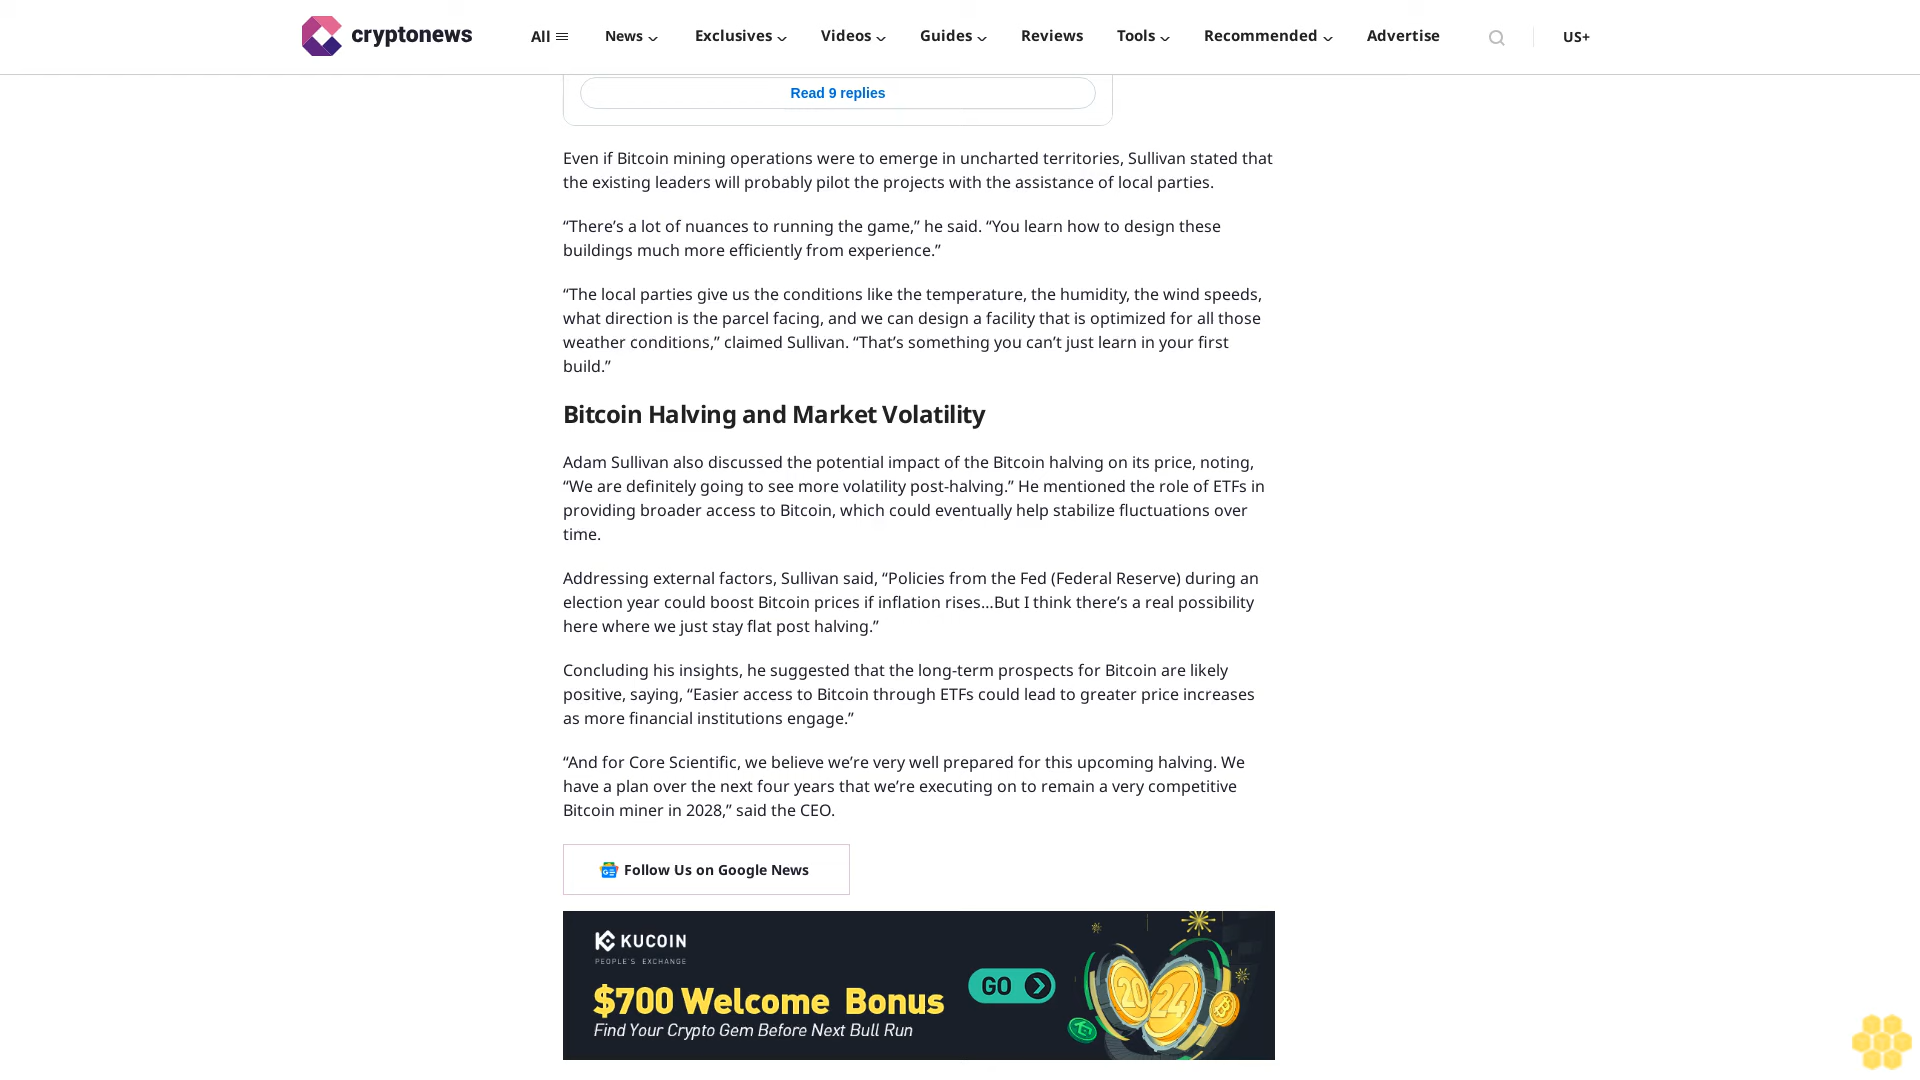 cryptonews
All
News
Exclusives
Videos
Guides
Reviews
Tools
Recommended
Advertise
US+
Read 9 replies
Even if Bitcoin mining operations were to emerge in uncharted territories, Sullivan stated that
the existing leaders will probably pilot the projects with the assistance of local parties.
“There’s a lot of nuances to running the game,” he said. “You learn how to design these
buildings much more efficiently from experience.”
“The local parties give us the conditions like the temperature, the humidity, the wind speeds,
what direction is the parcel facing, and we can design a facility that is optimized for all those
weather conditions,” claimed Sullivan. “That’s something you can’t just learn in your first
build.”
Bitcoin Halving and Market Volatility
Adam Sullivan also discussed the potential impact of the Bitcoin halving on its price, noting,
“We are definitely going to see more volatility post-halving.” He mentioned the role of ETFs in
providing broader access to Bitcoin, which could eventually help stabilize fluctuations over
time.
Addressing external factors, Sullivan said, “Policies from the Fed (Federal Reserve) during an
election year could boost Bitcoin prices if inflation rises…But I think there’s a real possibility
here where we just stay flat post halving.”
Concluding his insights, he suggested that the long-term prospects for Bitcoin are likely
positive, saying, “Easier access to Bitcoin through ETFs could lead to greater price increases
as more financial institutions engage.”
“And for Core Scientific, we believe we’re very well prepared for this upcoming halving. We
have a plan over the next four years that we’re executing on to remain a very competitive
Bitcoin miner in 2028,” said the CEO.
Follow Us on Google News
KUCOIN
PEOPLE'S EXCHANGE
$700 Welcome Bonus
Find Your Crypto Gem Before Next Bull Run
GO
20
24